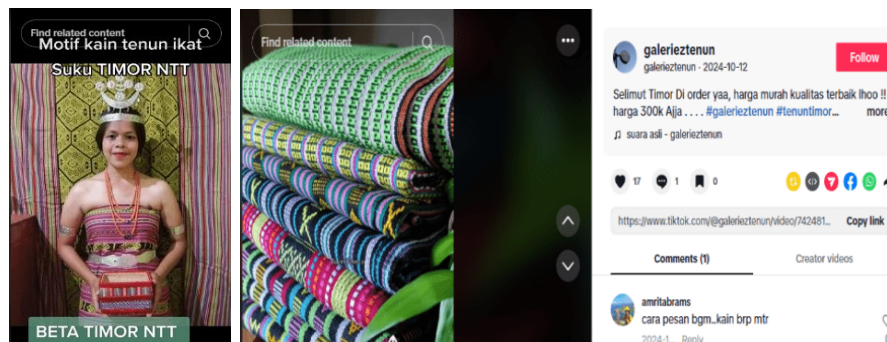 Find related content
Motif kain tenun ikat
Suku TIMOR NTT
BETA TIMOR NTT
Find related content
galerieztenun
galerieztenun · 2024-10-12
Follow
Selimut Timor Di order yaa, harga murah kualitas terbaik lhoo !!
harga 300k Ajja . . . . #galerieztenun #tenuntimor...
more
suara asli - galerieztenun
17
1
0
https://www.tiktok.com/@galerieztenun/video/742481...
Copy link
Comments (1)
Creator videos
amritabrams
cara pesan bgm..kain brp mtr
2024-1... Reply